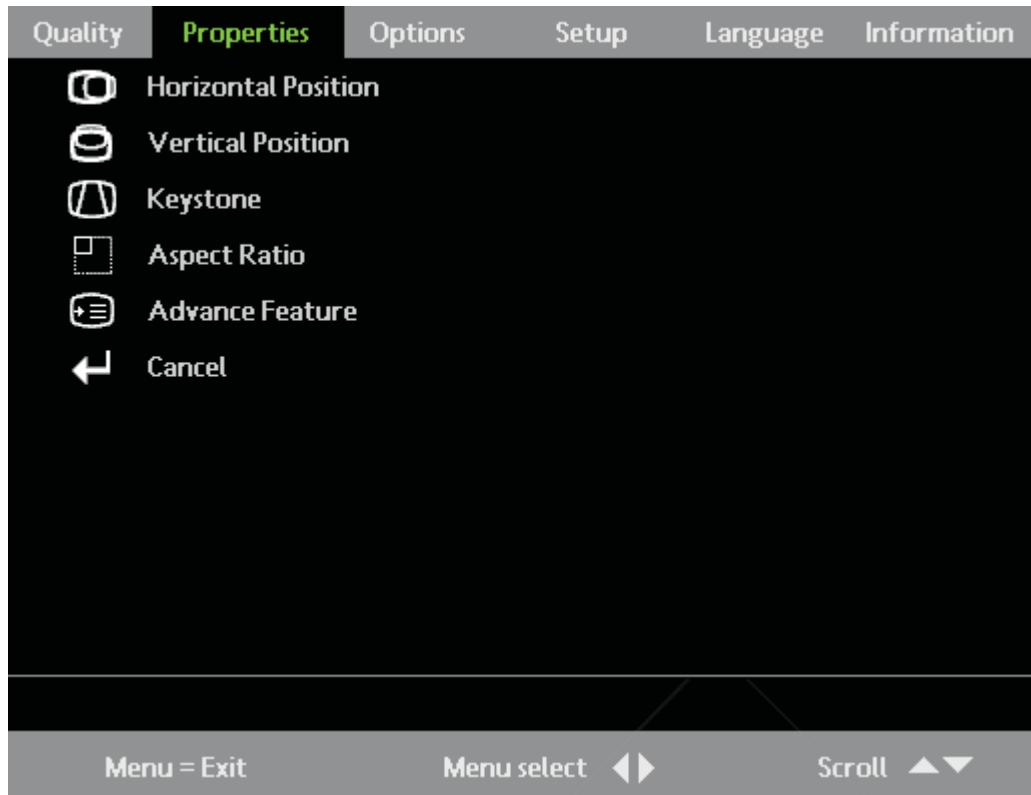 Quality Properties Options Setup Language Information
Horizontal Position
Vertical Position
Keystone
Aspect Ratio
Advance Feature
Cancel
Menu = Exit Menu select Scroll